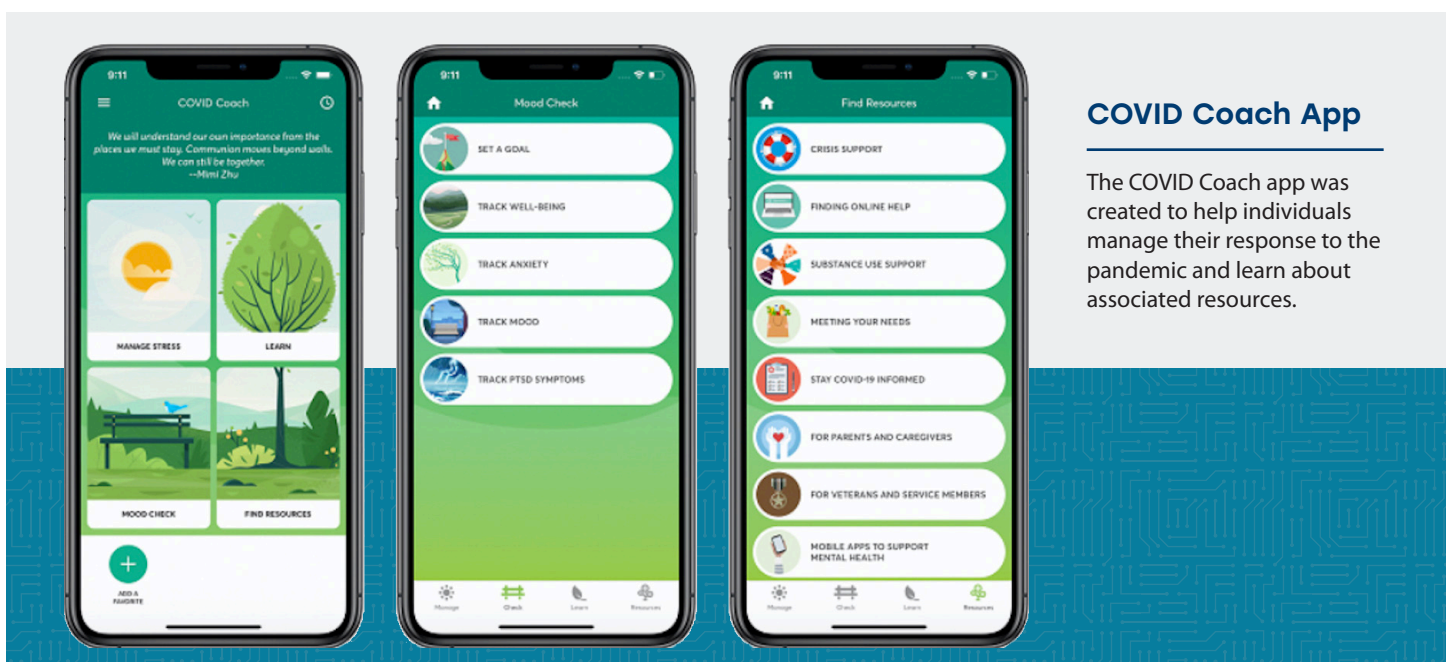 9:11
COVID Coach
We will understand our own importance from the
places we must stay. Communion moves beyond walls.
We can still be together.
--Mimi Zhu
MANAGE STRESS
LEARN
MOOD CHECK
FIND RESOURCES
ADD A
FAVORITE
9:11
Mood Check
SET A GOAL
TRACK WELL-BEING
TRACK ANXIETY
TRACK MOOD
TRACK PTSD SYMPTOMS
Manage
Check
Learn
Resources
9:11
Find Resources
CRISIS SUPPORT
FINDING ONLINE HELP
SUBSTANCE USE SUPPORT
MEETING YOUR NEEDS
STAY COVID-19 INFORMED
FOR PARENTS AND CAREGIVERS
FOR VETERANS AND SERVICE MEMBERS
MOBILE APPS TO SUPPORT
MENTAL HEALTH
Manage
Check
Learn
Resources
COVID Coach App
The COVID Coach app was
created to help individuals
manage their response to the
pandemic and learn about
associated resources.